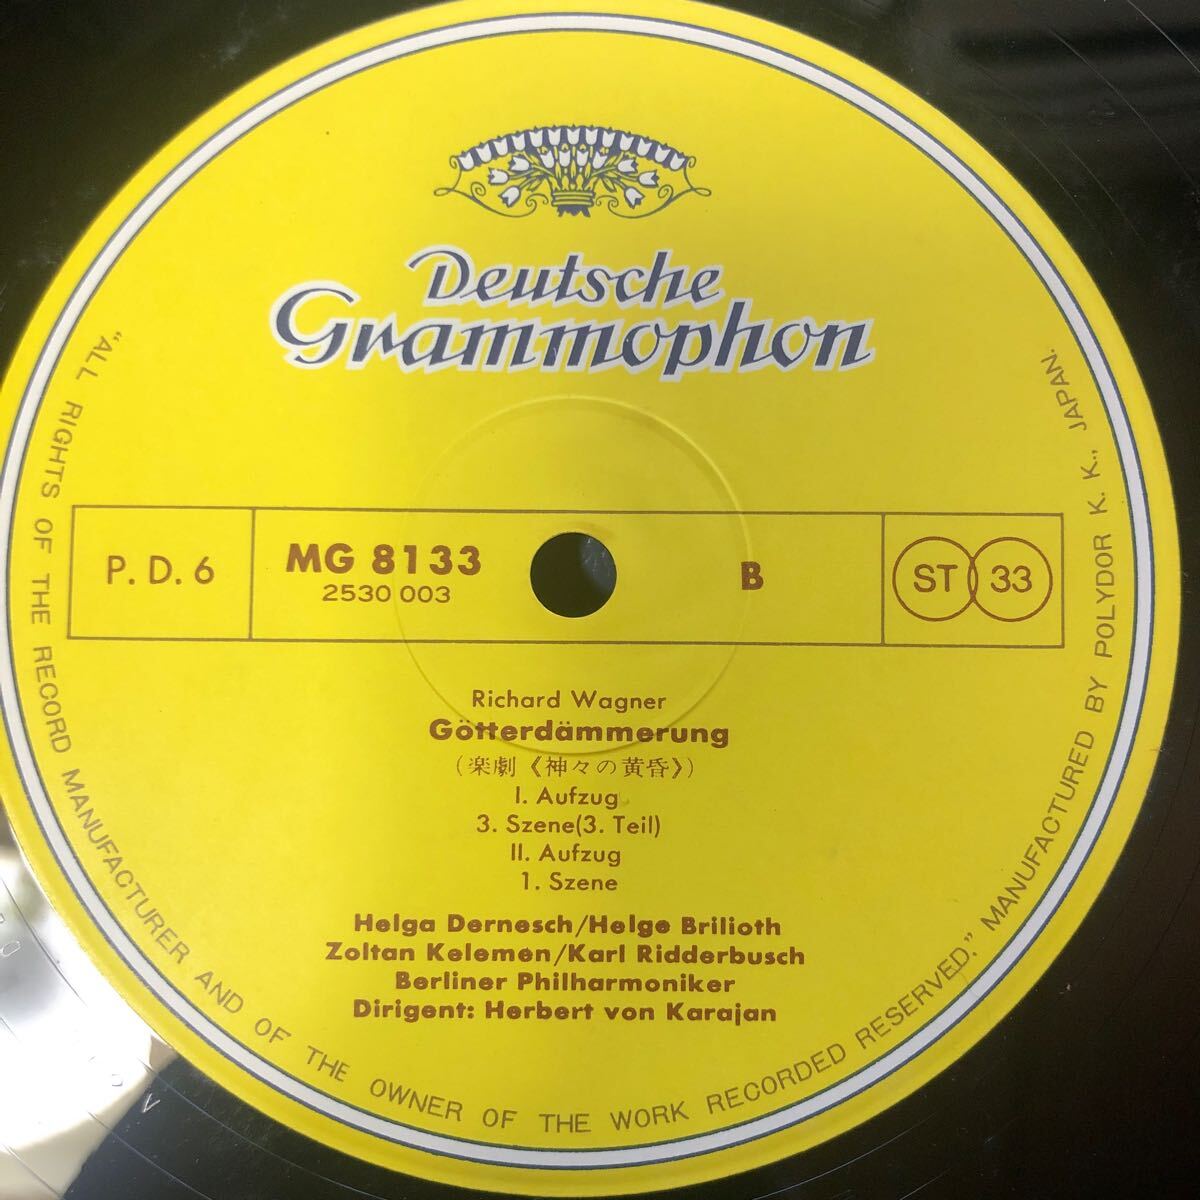 Deutsche
Grammophon
P. D. 6
MG 8133
2530 003
B
ST 33
Richard Wagner
Götterdämmerung
(楽劇《神々の黄昏》)
I. Aufzug
3. Szene(3. Teil)
II. Aufzug
1. Szene
Helga Dernesch/Helge Brilioth
Zoltan Kelemen/Karl Ridderbusch
Berliner Philharmoniker
Dirigent: Herbert von Karajan
"ALL RIGHTS OF THE RECORD MANUFACTURER AND OF THE OWNER OF THE WORK RECORDED RESERVED." MANUFACTURED BY POLYDOR K. K., JAPAN.